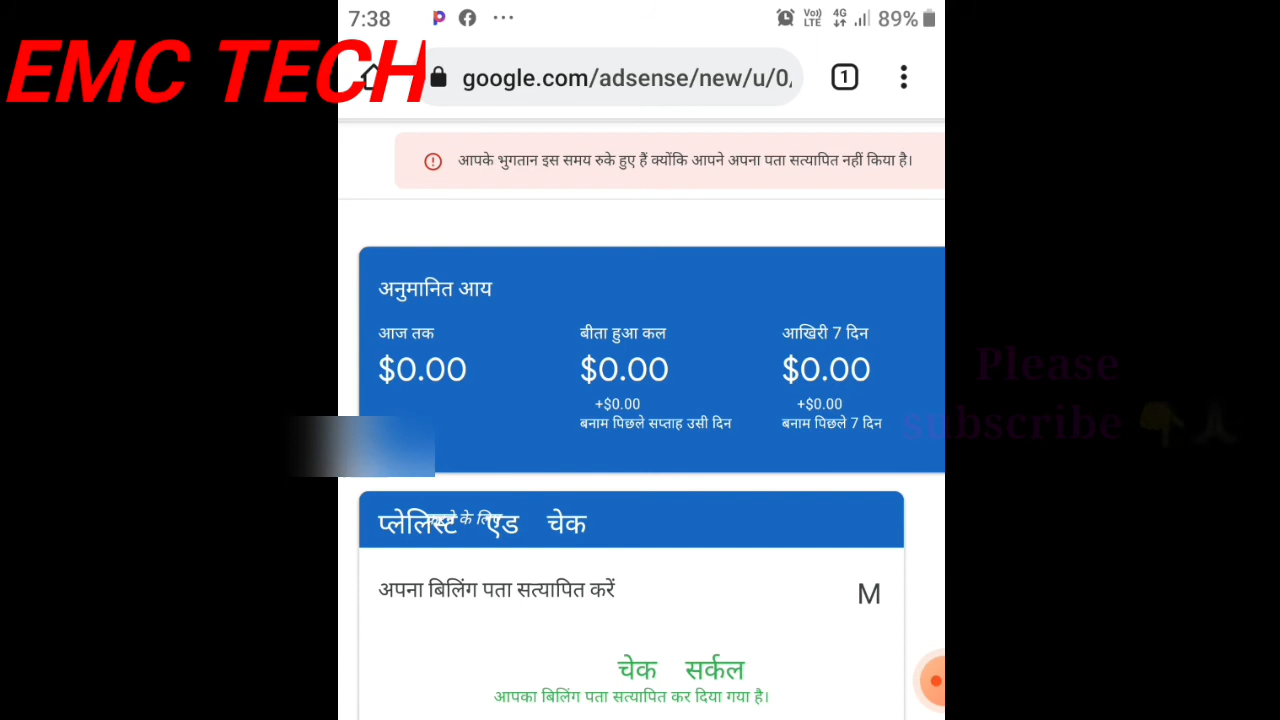 7:38
Vo)) LTE 4G 89%
EMC TECH
google.com/adsense/new/u/0/
1
आपके भुगतान इस समय रुके हुए हैं क्योंकि आपने अपना पता सत्यापित नहीं किया है।
अनुमानित आय
आज तक बीता हुआ कल आखिरी 7 दिन
$0.00 $0.00 $0.00
+$0.00 +$0.00
बनाम पिछले सप्ताह उसी दिन बनाम पिछले 7 दिन
Please
subscribe 👇🙏
प्लेलिस्ट एड चेक
के लिए
अपना बिलिंग पता सत्यापित करें M
चेक सर्कल
आपका बिलिंग पता सत्यापित कर दिया गया है।